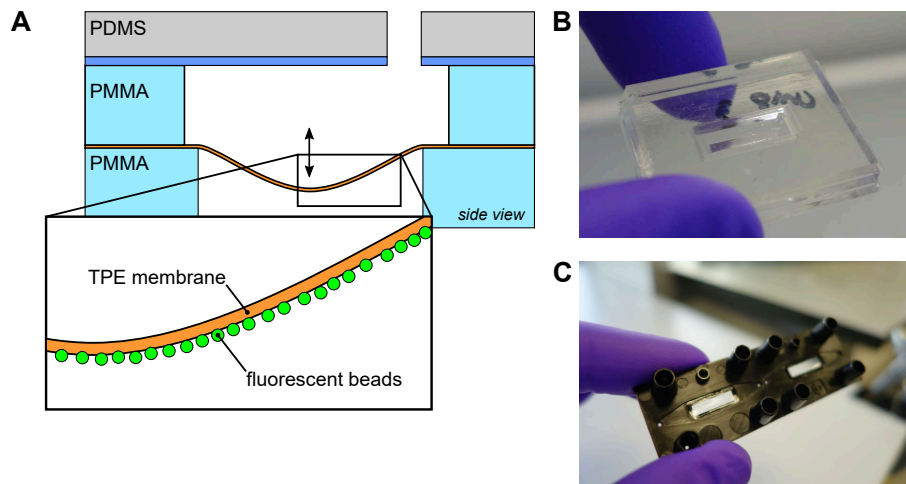 A
PDMS
PMMA
PMMA
side view
TPE membrane
fluorescent beads
B
C